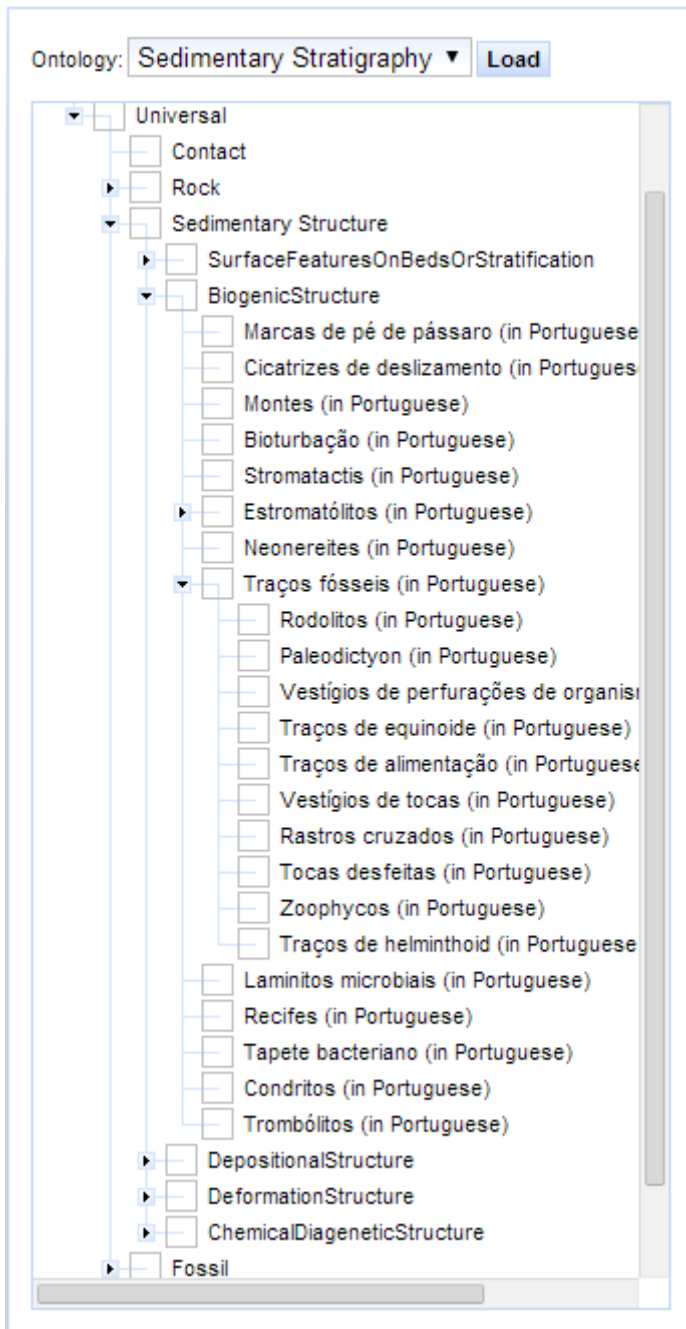 Ontology: Sedimentary Stratigraphy ▼ Load
Universal
Contact
Rock
Sedimentary Structure
SurfaceFeaturesOnBedsOrStratification
BiogenicStructure
Marcas de pé de pássaro (in Portuguese
Cicatrizes de deslizamento (in Portugues
Montes (in Portuguese)
Bioturbação (in Portuguese)
Stromatactis (in Portuguese)
Estromatólitos (in Portuguese)
Neonereites (in Portuguese)
Traços fósseis (in Portuguese)
Rodolitos (in Portuguese)
Paleodictyon (in Portuguese)
Vestígios de perfurações de organis
Traços de equinoide (in Portuguese)
Traços de alimentação (in Portuguese
Vestígios de tocas (in Portuguese)
Rastros cruzados (in Portuguese)
Tocas desfeitas (in Portuguese)
Zoophycos (in Portuguese)
Traços de helminthoid (in Portuguese
Laminitos microbiais (in Portuguese)
Recifes (in Portuguese)
Tapete bacteriano (in Portuguese)
Condritos (in Portuguese)
Trombólitos (in Portuguese)
DepositionalStructure
DeformationStructure
ChemicalDiageneticStructure
Fossil